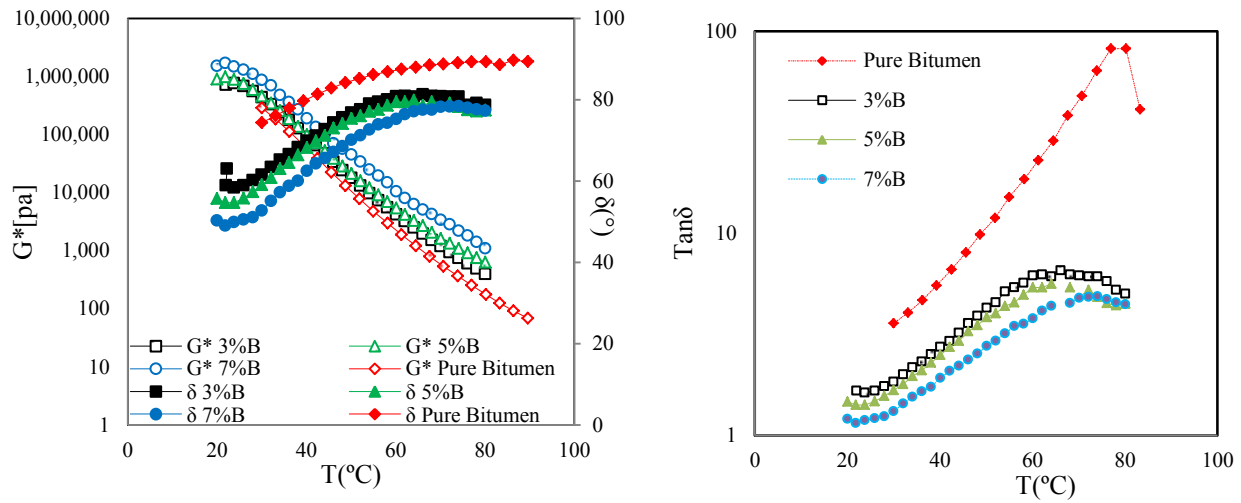 10,000,000
1,000,000
100,000
10,000
1,000
100
10
1
G*[pa]
100
80
60
40
20
0
δ(°)
G* 3%B
G* 5%B
G* 7%B
G* Pure Bitumen
δ 3%B
δ 5%B
δ 7%B
δ Pure Bitumen
0 20 40 60 80 100
T(ºC)
100
10
1
Tanδ
Pure Bitumen
3%B
5%B
7%B
0 20 40 60 80 100
T(ºC)